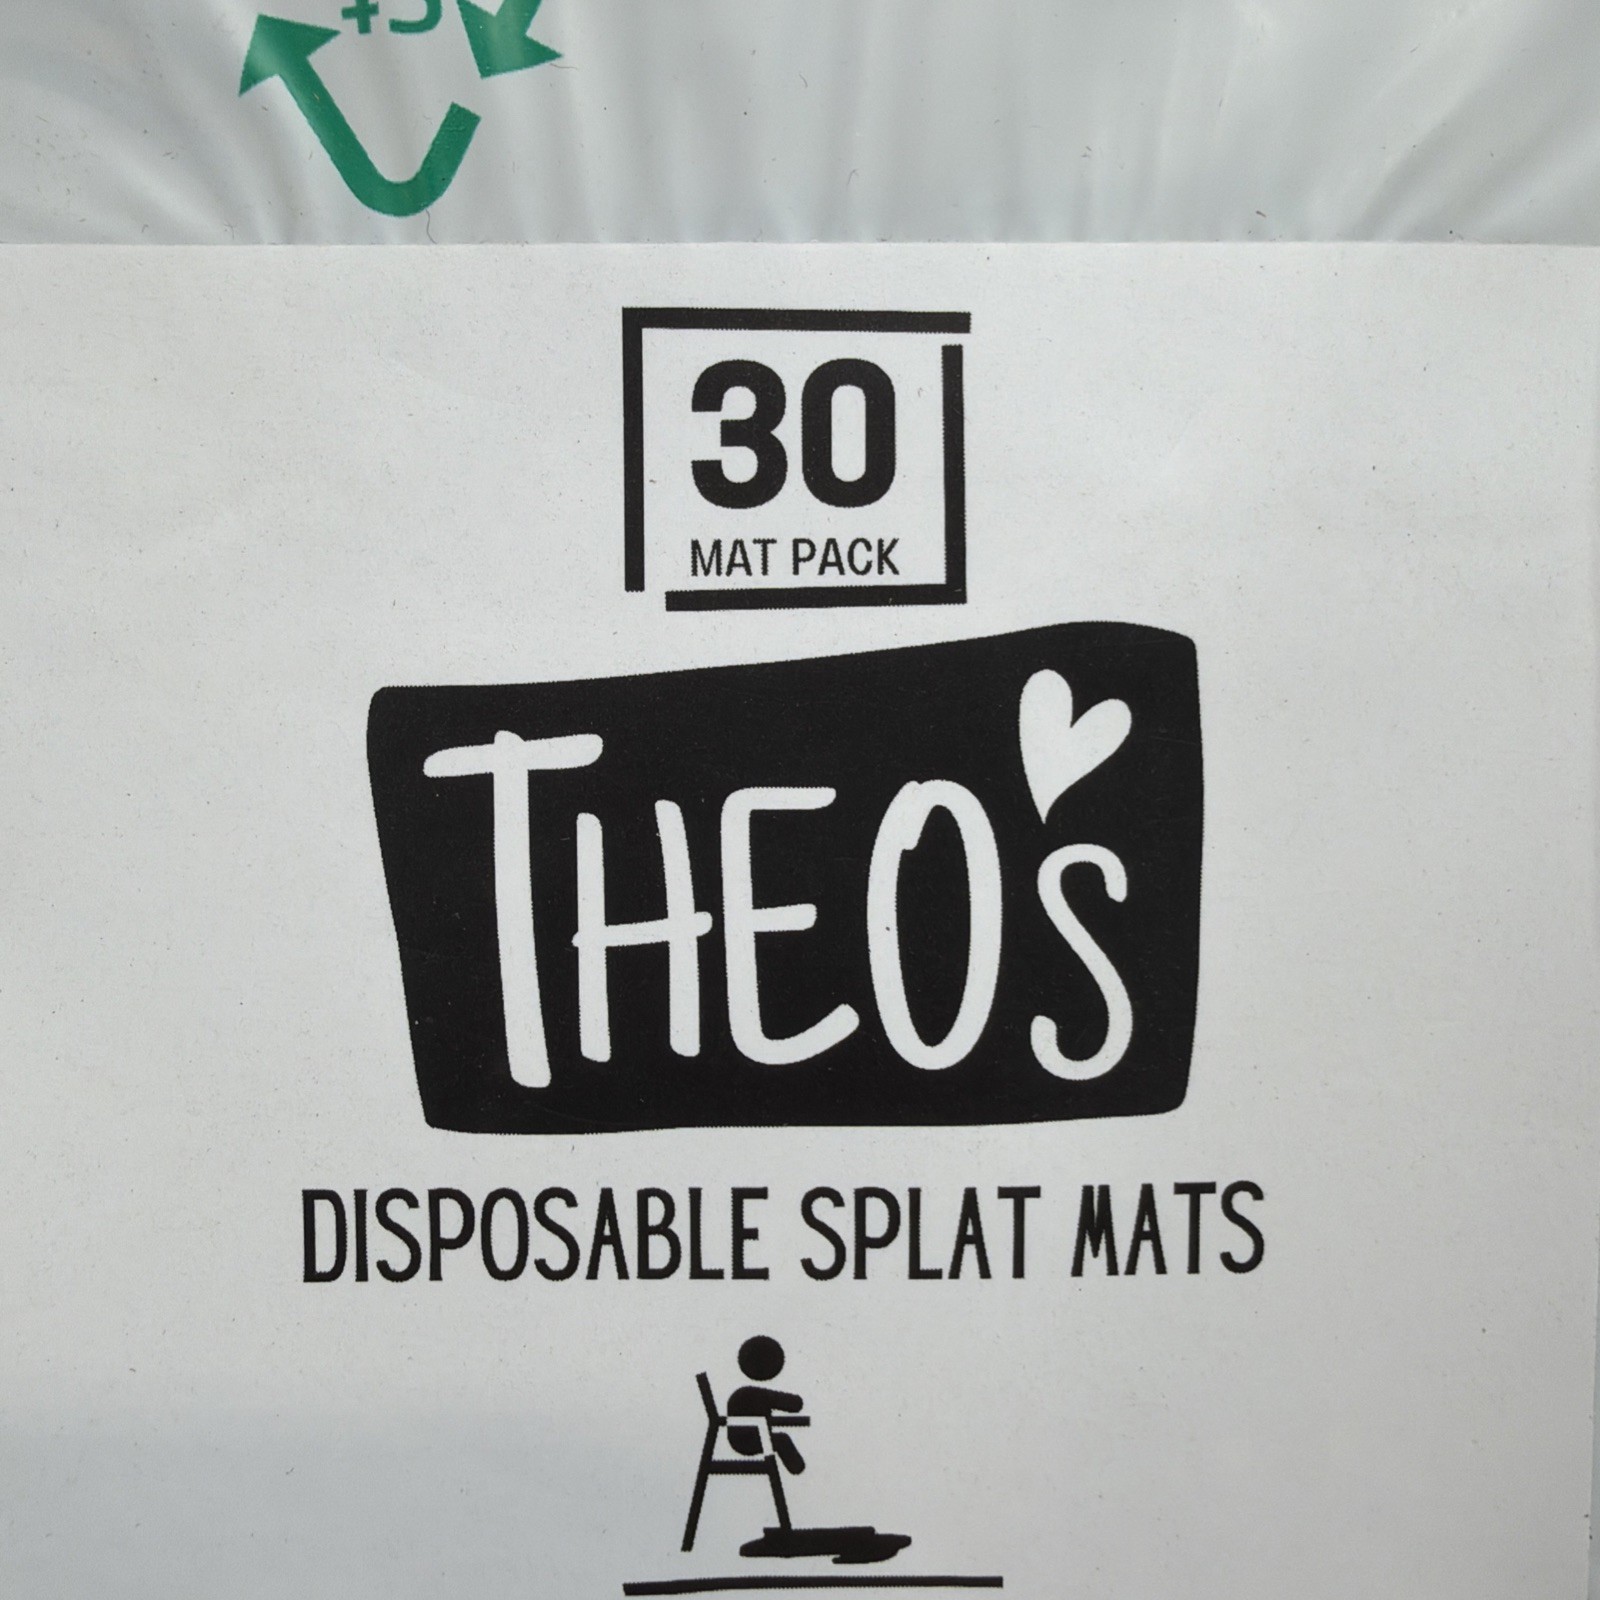 30
MAT PACK
THEO'S
DISPOSABLE SPLAT MATS